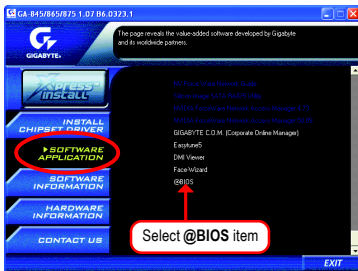 GA-845/865/875 1.07 B6.0323.1
GIGABYTE
The page reveals the value-added software developed by Gigabyte
and its worldwide partners.
Xpress
Install
INSTALL
CHIPSET DRIVER
SOFTWARE
APPLICATION
SOFTWARE
INFORMATION
HARDWARE
INFORMATION
CONTACT US
GIGABYTE C.O.M. (Corporate Online Manager)
Easytune5
DMI Viewer
Face-Wizard
@BIOS
Select @BIOS item
EXIT